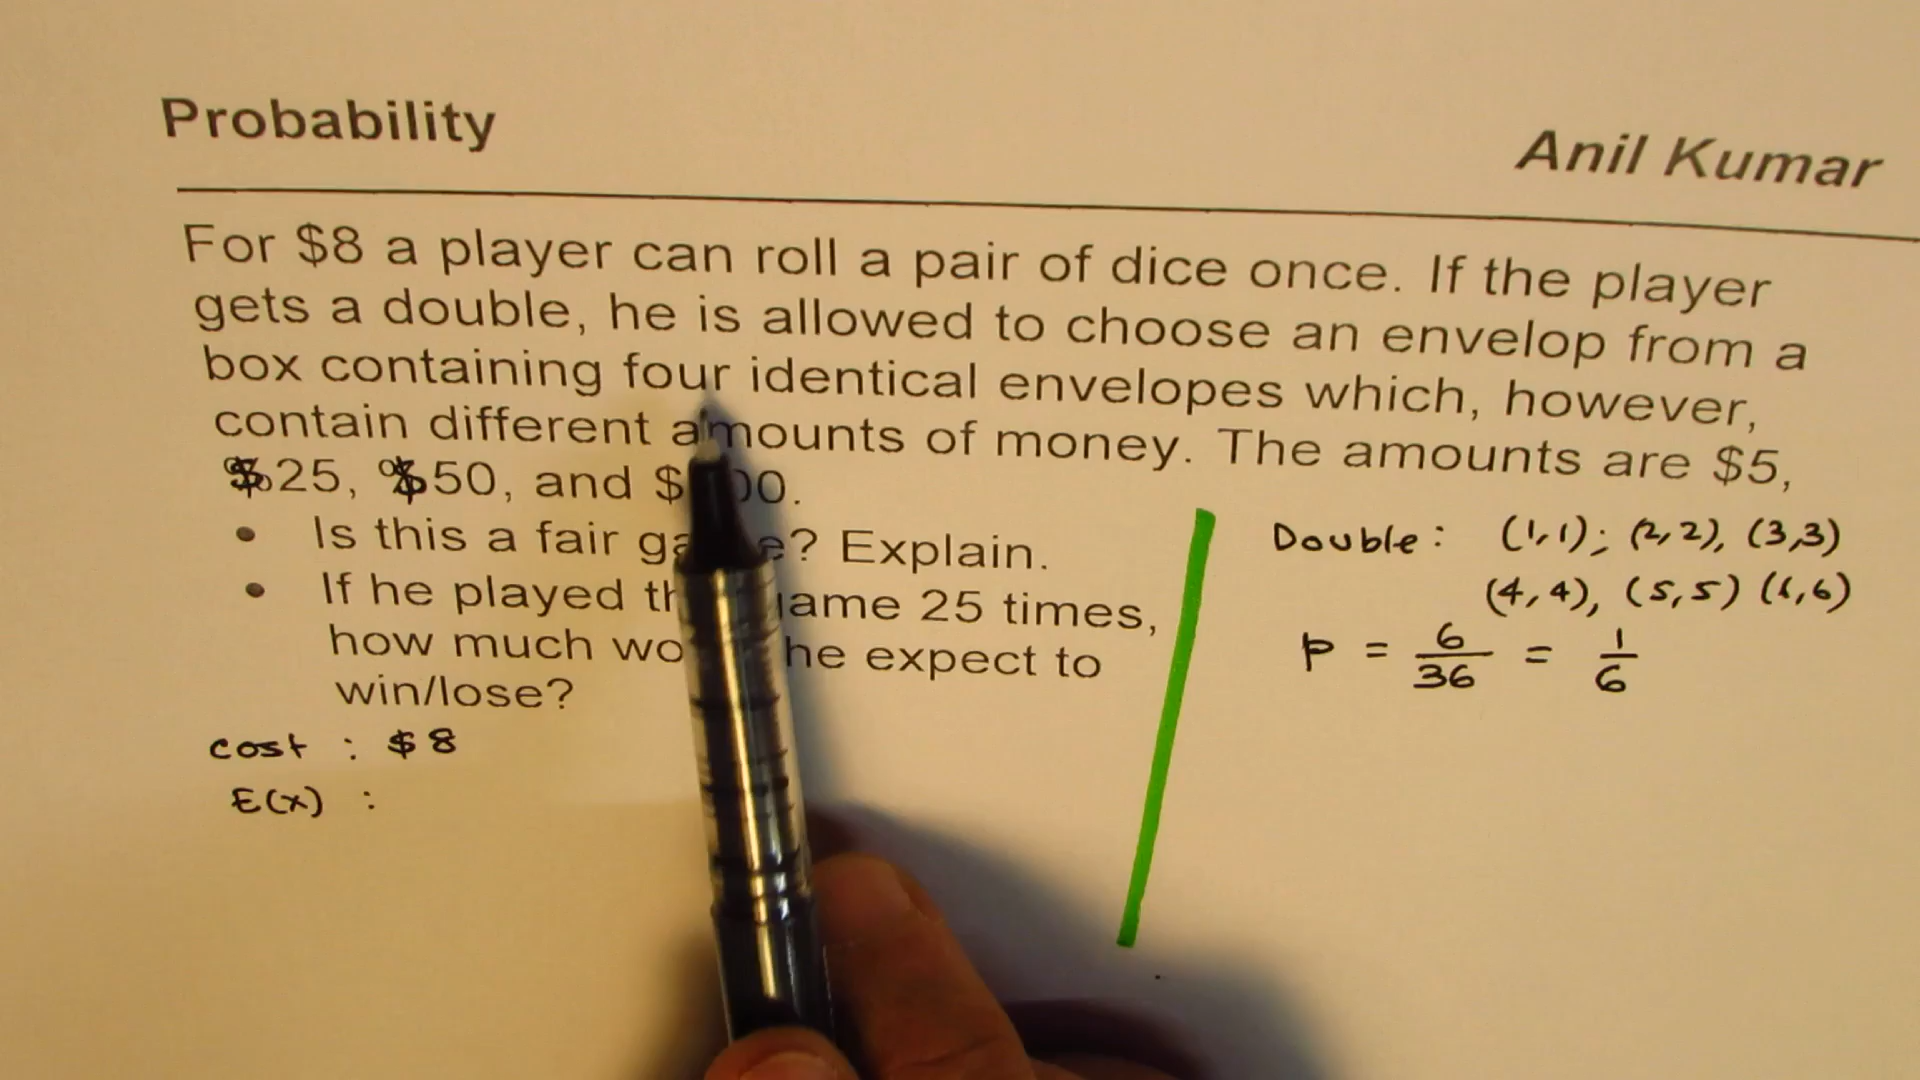 Probability
Anil Kumar
For $8 a player can roll a pair of dice once. If the player
gets a double, he is allowed to choose an envelop from a
box containing four identical envelopes which, however,
contain different amounts of money. The amounts are $5,
$25, $50, and
Is this a fair? Explain.
If he played 25 times,
how much he expect to
win/lose?
cost : $8
E(x) :
Double : (1,1); (2,2), (3,3)
(4,4), (5,5) (6,6)
P = 6/36 = 1/6